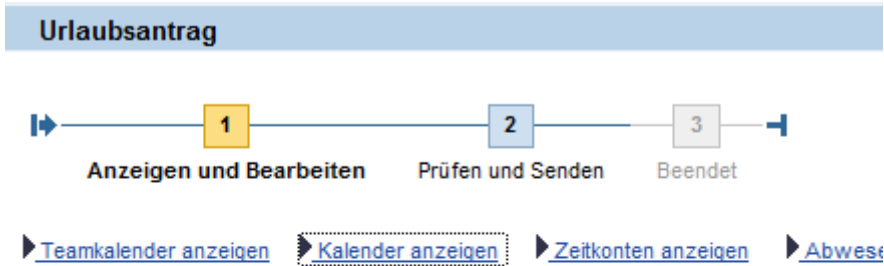 Urlaubsantrag
1 2 3
Anzeigen und Bearbeiten Prüfen und Senden Beendet
Teamkalender anzeigen Kalender anzeigen Zeitkonten anzeigen